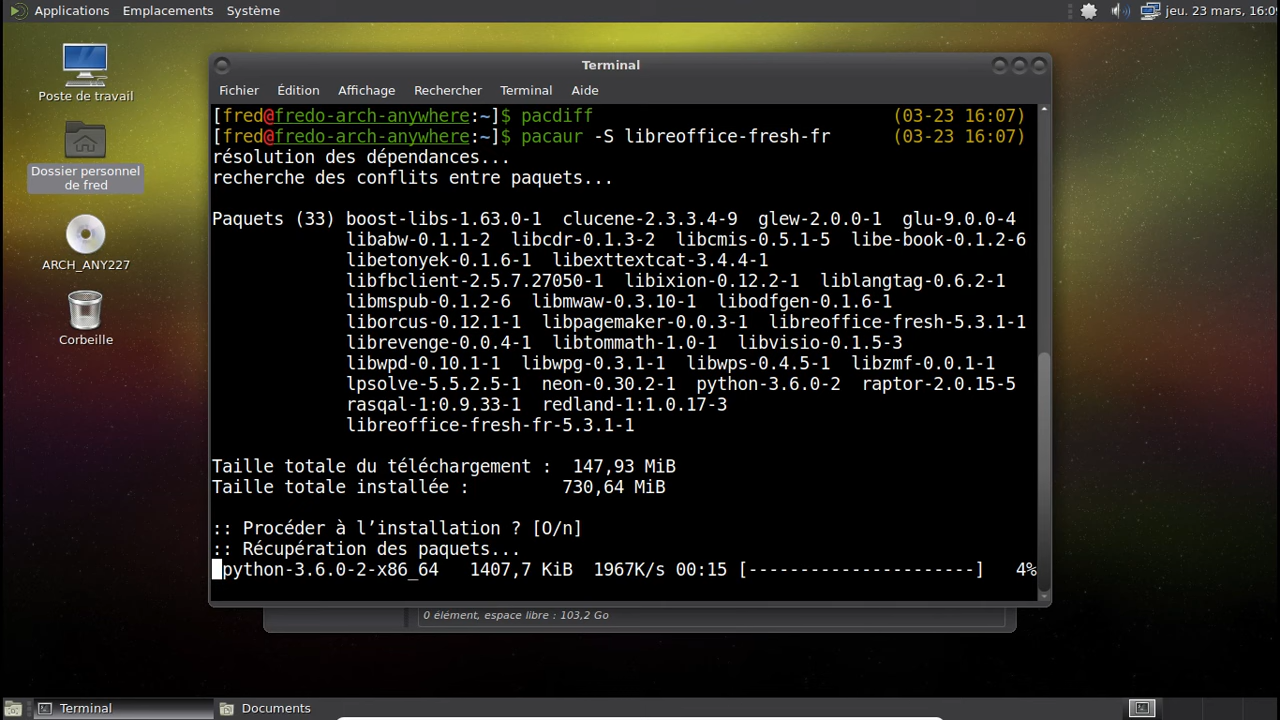 Applications Emplacements Système jeu. 23 mars, 16:09
Poste de travail
Dossier personnel
de fred
ARCH_ANY227
Corbeille
Terminal
Fichier Édition Affichage Rechercher Terminal Aide
[fred@fredo-arch-anywhere:~]$ pacdiff (03-23 16:07)
[fred@fredo-arch-anywhere:~]$ pacaur -S libreoffice-fresh-fr (03-23 16:07)
résolution des dépendances...
recherche des conflits entre paquets...
Paquets (33) boost-libs-1.63.0-1 clucene-2.3.3.4-9 glew-2.0.0-1 glu-9.0.0-4
libabw-0.1.1-2 libcdr-0.1.3-2 libcmis-0.5.1-5 libe-book-0.1.2-6
libetonyek-0.1.6-1 libexttextcat-3.4.4-1
libfbclient-2.5.7.27050-1 libixion-0.12.2-1 liblangtag-0.6.2-1
libmspub-0.1.2-6 libmwaw-0.3.10-1 libodfgen-0.1.6-1
liborcus-0.12.1-1 libpagemaker-0.0.3-1 libreoffice-fresh-5.3.1-1
librevenge-0.0.4-1 libtommath-1.0-1 libvisio-0.1.5-3
libwpd-0.10.1-1 libwpg-0.3.1-1 libwps-0.4.5-1 libzmf-0.0.1-1
lpsolve-5.5.2.5-1 neon-0.30.2-1 python-3.6.0-2 raptor-2.0.15-5
rasqal-1:0.9.33-1 redland-1:1.0.17-3
libreoffice-fresh-fr-5.3.1-1
Taille totale du téléchargement : 147,93 MiB
Taille totale installée : 730,64 MiB
:: Procéder à l’installation ? [O/n]
:: Récupération des paquets...
python-3.6.0-2-x86_64 1407,7 KiB 1967K/s 00:15 [----------------------] 4%
0 élément, espace libre : 103,2 Go
Terminal Documents